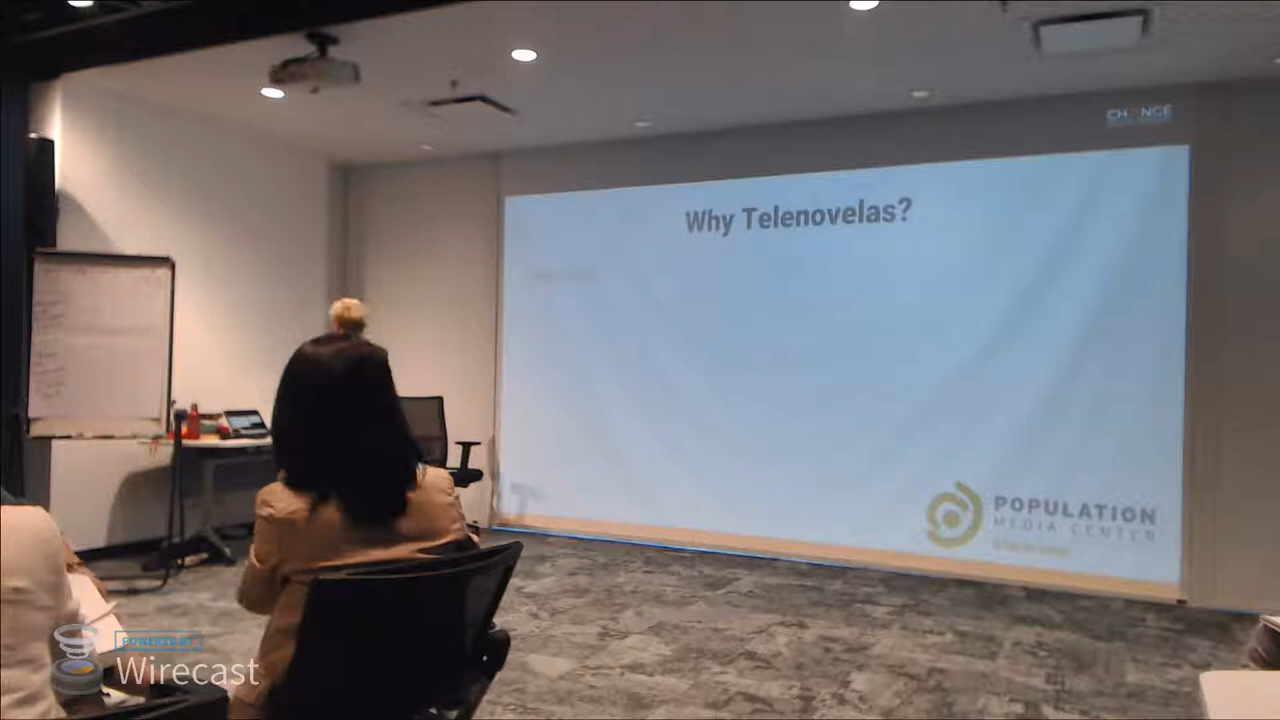 CHANCE
Why Telenovelas?
POPULATION
MEDIA CENTER
POWERED BY
Wirecast